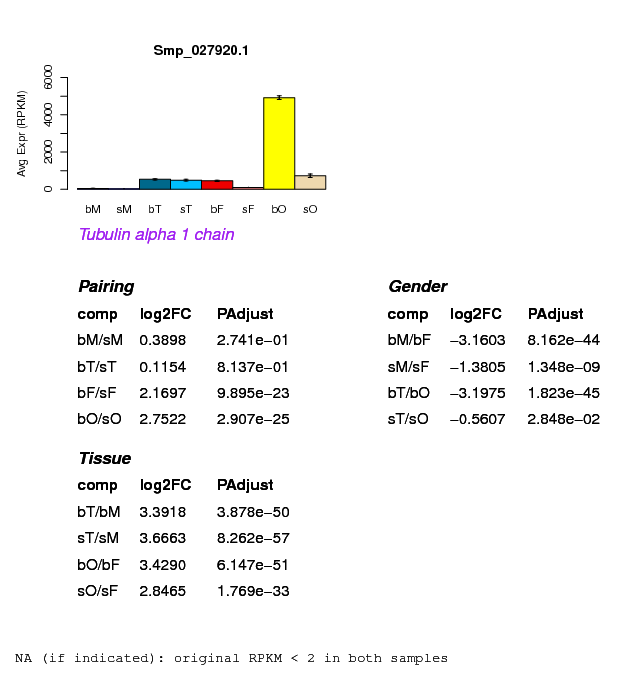 Smp_027920.1
Avg Expr (RPKM)
6000
4000
2000
0
bM sM bT sT bF sF bO sO
Tubulin alpha 1 chain
Pairing
comp log2FC PAdjust
bM/sM 0.3898 2.741e−01
bT/sT 0.1154 8.137e−01
bF/sF 2.1697 9.895e−23
bO/sO 2.7522 2.907e−25
Gender
comp log2FC PAdjust
bM/bF −3.1603 8.162e−44
sM/sF −1.3805 1.348e−09
bT/bO −3.1975 1.823e−45
sT/sO −0.5607 2.848e−02
Tissue
comp log2FC PAdjust
bT/bM 3.3918 3.878e−50
sT/sM 3.6663 8.262e−57
bO/bF 3.4290 6.147e−51
sO/sF 2.8465 1.769e−33
NA (if indicated): original RPKM < 2 in both samples